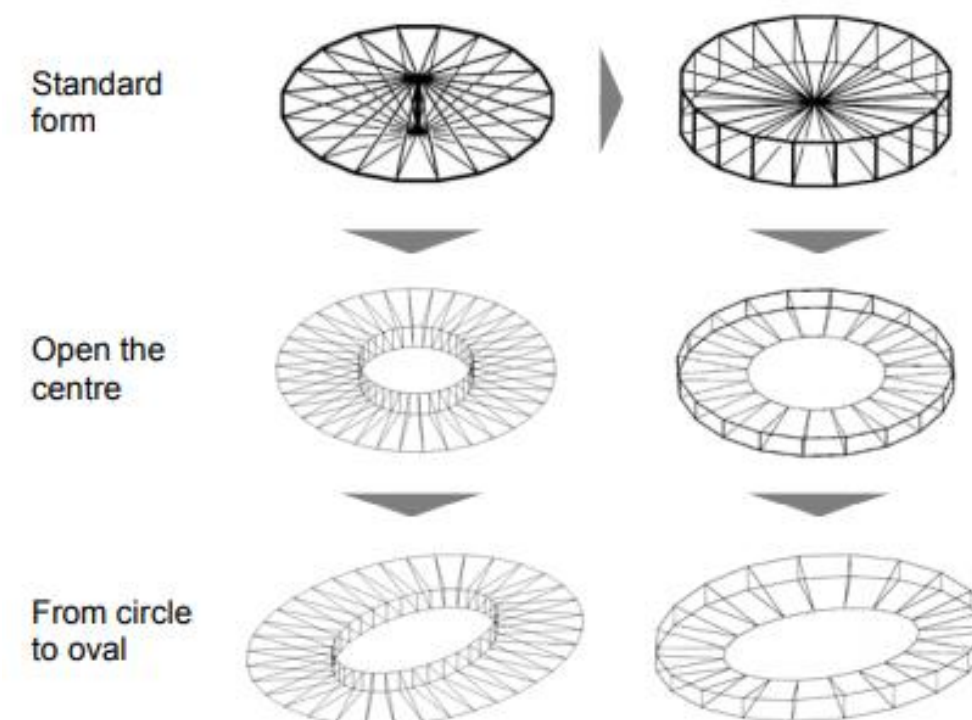 Standard
form
Open the
centre
From circle
to oval